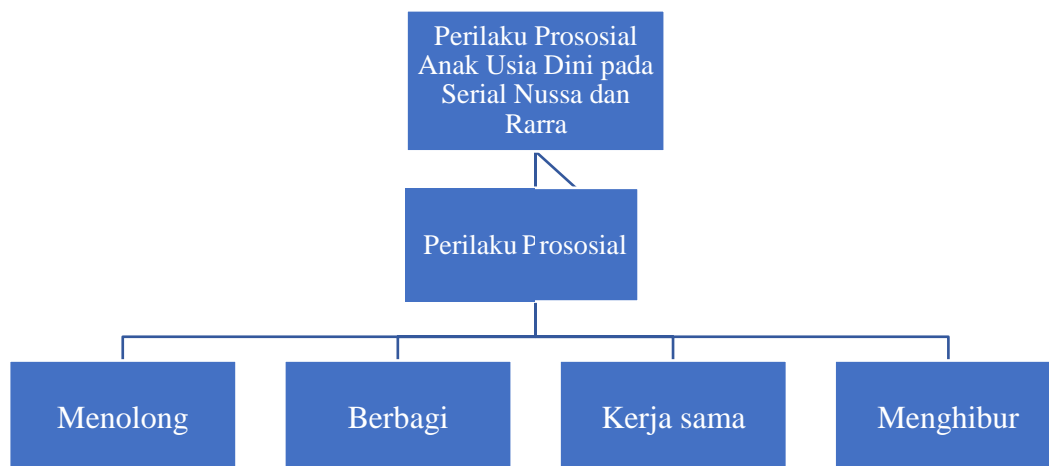 Perilaku Prososial
Anak Usia Dini pada
Serial Nussa dan
Rarra
Perilaku Prososial
Menolong
Berbagi
Kerja sama
Menghibur